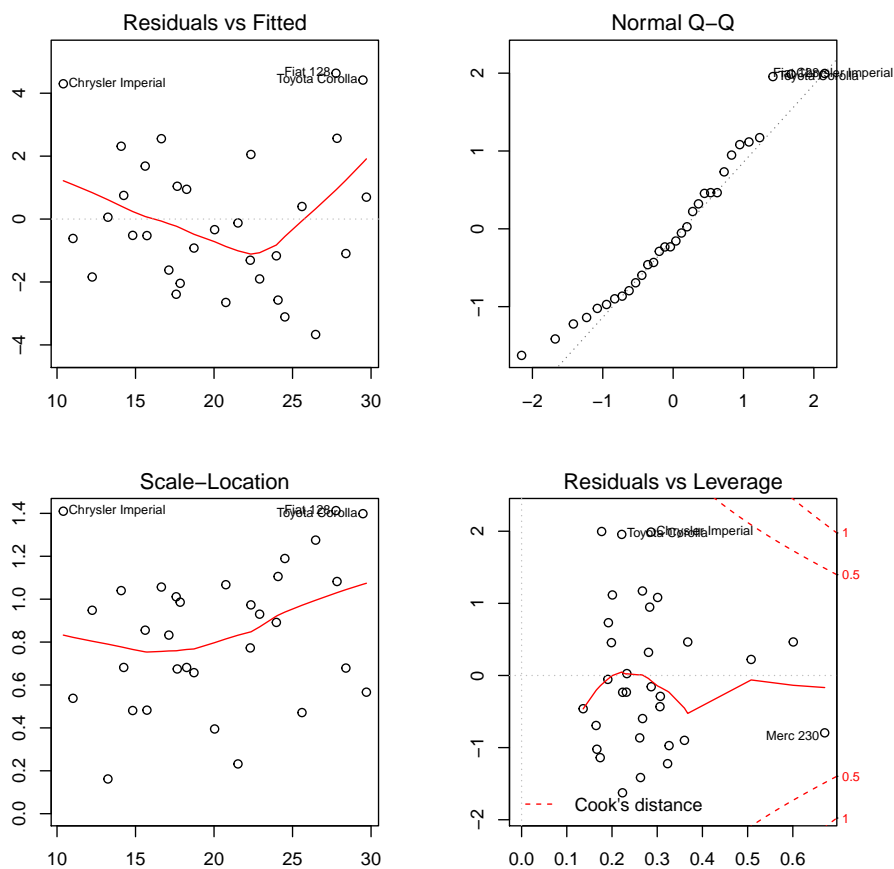 Residuals vs Fitted
Normal Q−Q
Fiat 128
Toyota Corolla
Chrysler Imperial
4
2
0
−2
−4
10 15 20 25 30
Fiat 128
Chrysler Imperial
Toyota Corolla
2
1
0
−1
−2 −1 0 1 2
Scale−Location
Residuals vs Leverage
Chrysler Imperial
Fiat 128
Toyota Corolla
1.4
1.2
1.0
0.8
0.6
0.4
0.2
0.0
10 15 20 25 30
Chrysler Imperial
Toyota Corolla
Merc 230
2
1
0
−1
−2
1
0.5
0.5
1
Cook's distance
0.0 0.1 0.2 0.3 0.4 0.5 0.6